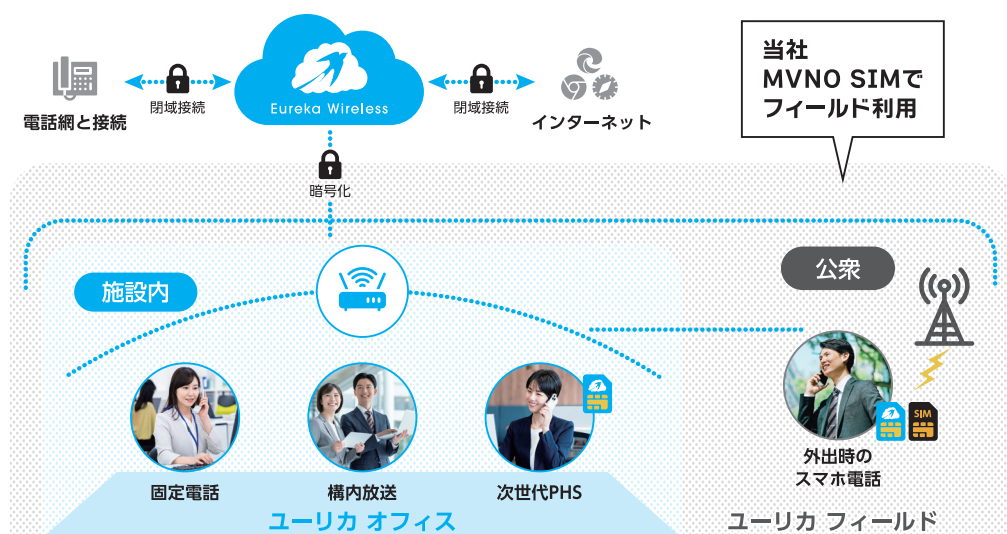 当社
MVNO SIMで
フィールド利用
Eureka Wireless
閉域接続
閉域接続
電話網と接続
インターネット
暗号化
施設内
公衆
SIM
外出時の
スマホ電話
固定電話
構内放送
次世代PHS
ユーリカ オフィス
ユーリカ フィールド